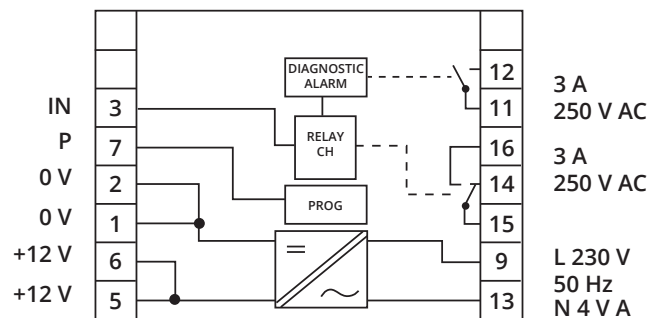 DIAGNOSTIC
ALARM
12
3 A
IN
3
11
250 V AC
RELAY
CH
P
7
16
3 A
0 V
2
14
250 V AC
PROG
0 V
1
15
+12 V
6
9
L 230 V
50 Hz
+12 V
5
13
N 4 V A